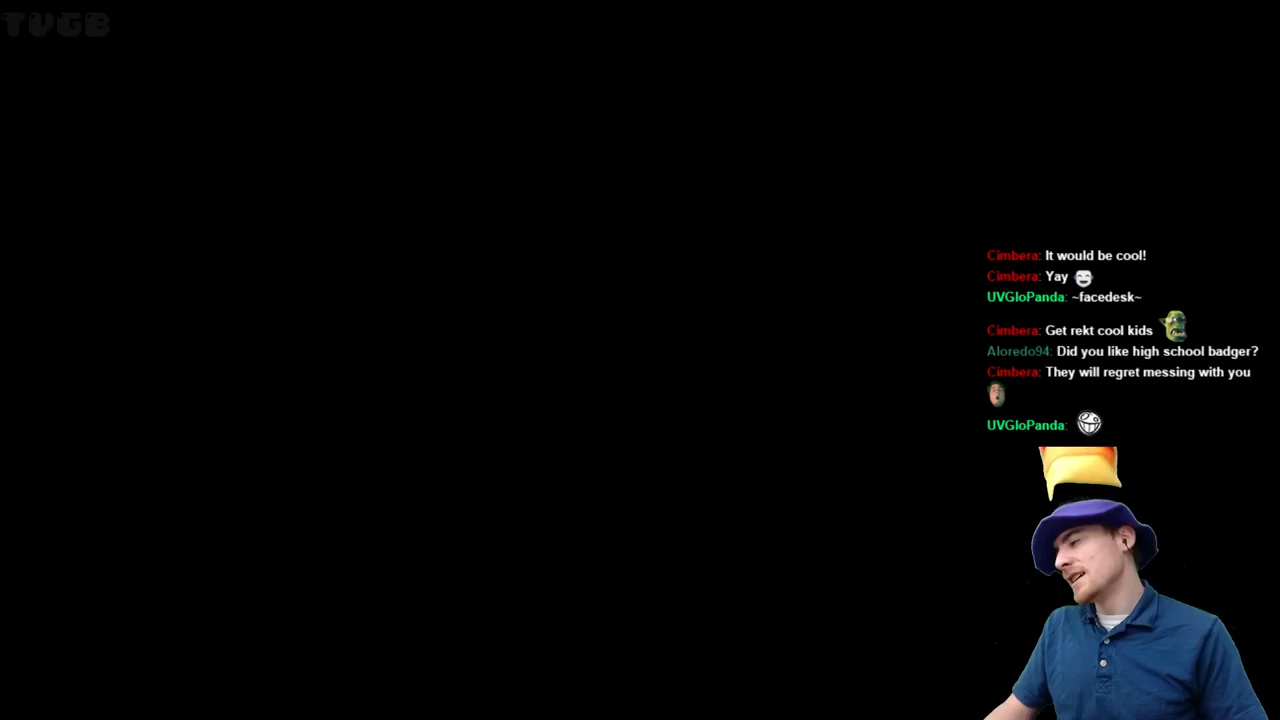 TVGB
Cimbera: It would be cool!
Cimbera: Yay
UVGloPanda: ~facedesk~
Cimbera: Get rekt cool kids
Aloredo94: Did you like high school badger?
Cimbera: They will regret messing with you
UVGloPanda: